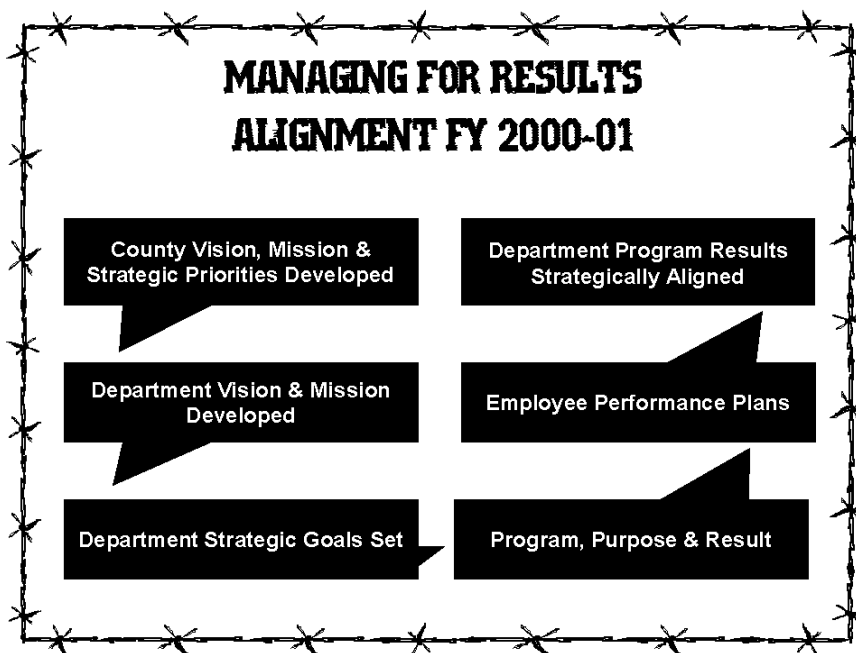 MANAGING FOR RESULTS
ALIGNMENT FY 2000-01
County Vision, Mission &
Strategic Priorities Developed
Department Vision & Mission
Developed
Department Strategic Goals Set
Program, Purpose & Result
Employee Performance Plans
Department Program Results
Strategically Aligned